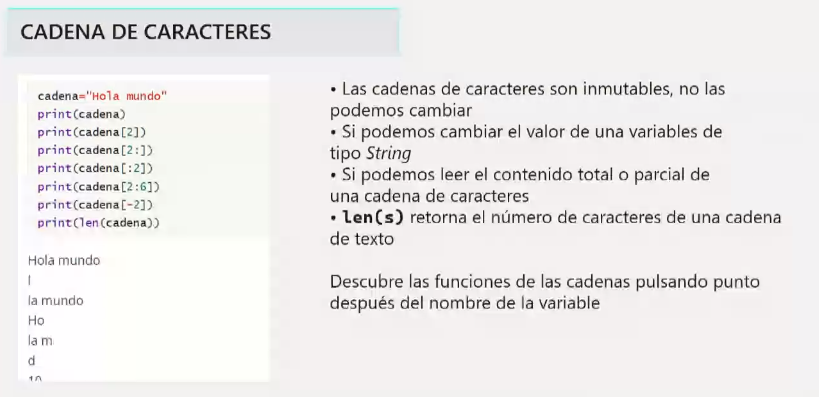 CADENA DE CARACTERES
cadena="Hola mundo"
print(cadena)
print(cadena[2])
print(cadena[2:])
print(cadena[:2])
print(cadena[2:6])
print(cadena[-2])
print(len(cadena))
Hola mundo
l
la mundo
Ho
la m
d
10
• Las cadenas de caracteres son inmutables, no las
podemos cambiar
• Si podemos cambiar el valor de una variables de
tipo String
• Si podemos leer el contenido total o parcial de
una cadena de caracteres
• len(s) retorna el número de caracteres de una cadena
de texto
Descubre las funciones de las cadenas pulsando punto
después del nombre de la variable